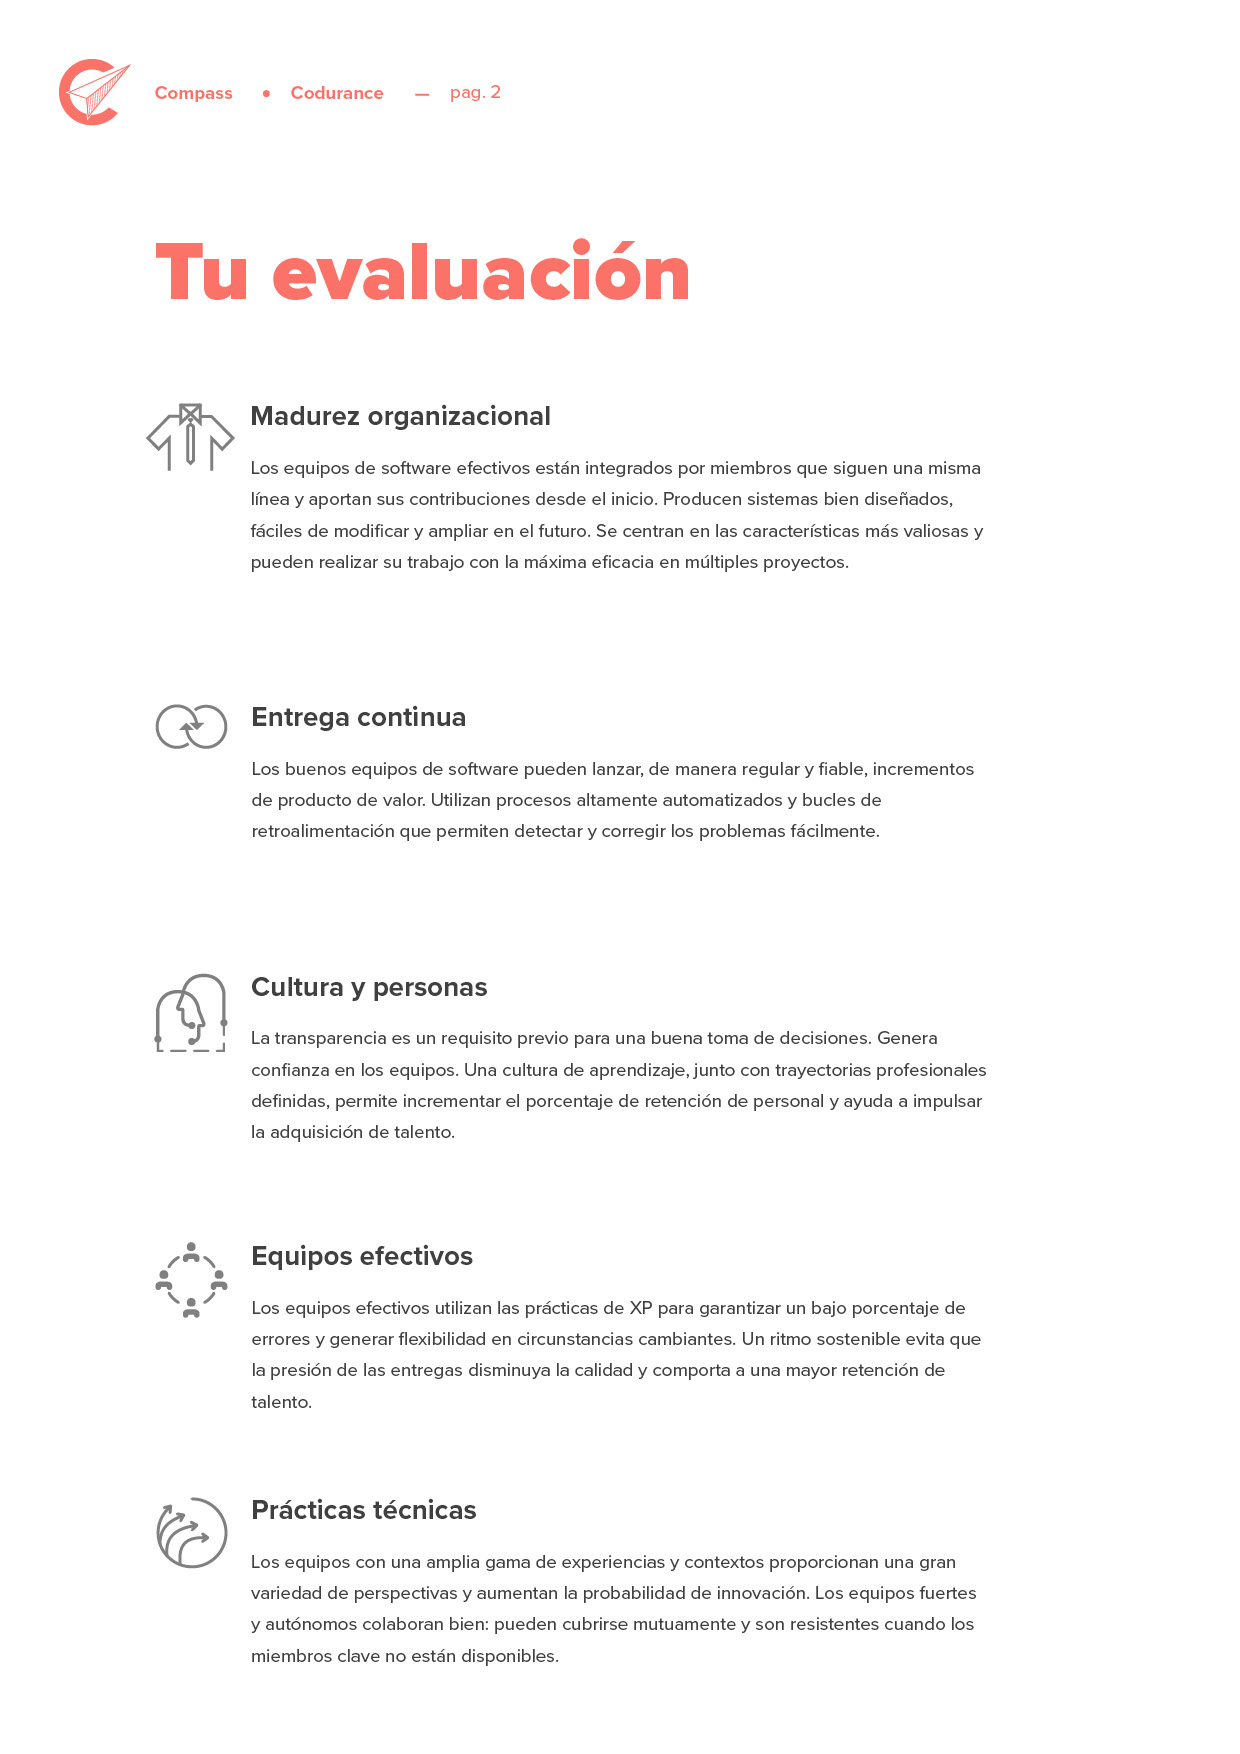 Compass • Codurance — pag. 2
Tu evaluación
Madurez organizacional
Los equipos de software efectivos están integrados por miembros que siguen una misma
línea y aportan sus contribuciones desde el inicio. Producen sistemas bien diseñados,
fáciles de modificar y ampliar en el futuro. Se centran en las características más valiosas y
pueden realizar su trabajo con la máxima eficacia en múltiples proyectos.
Entrega continua
Los buenos equipos de software pueden lanzar, de manera regular y fiable, incrementos
de producto de valor. Utilizan procesos altamente automatizados y bucles de
retroalimentación que permiten detectar y corregir los problemas fácilmente.
Cultura y personas
La transparencia es un requisito previo para una buena toma de decisiones. Genera
confianza en los equipos. Una cultura de aprendizaje, junto con trayectorias profesionales
definidas, permite incrementar el porcentaje de retención de personal y ayuda a impulsar
la adquisición de talento.
Equipos efectivos
Los equipos efectivos utilizan las prácticas de XP para garantizar un bajo porcentaje de
errores y generar flexibilidad en circunstancias cambiantes. Un ritmo sostenible evita que
la presión de las entregas disminuya la calidad y comporta a una mayor retención de
talento.
Prácticas técnicas
Los equipos con una amplia gama de experiencias y contextos proporcionan una gran
variedad de perspectivas y aumentan la probabilidad de innovación. Los equipos fuertes
y autónomos colaboran bien: pueden cubrirse mutuamente y son resistentes cuando los
miembros clave no están disponibles.